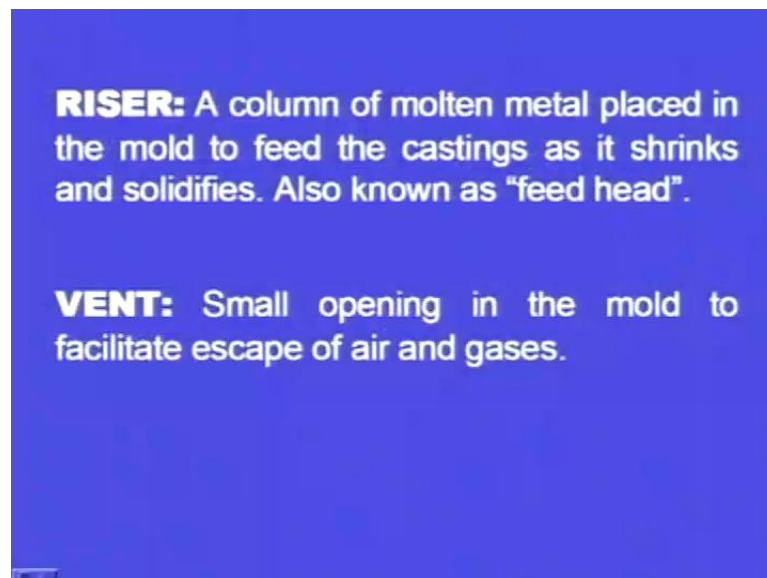 RISER: A column of molten metal placed in
the mold to feed the castings as it shrinks
and solidifies. Also known as “feed head”.
VENT: Small opening in the mold to
facilitate escape of air and gases.